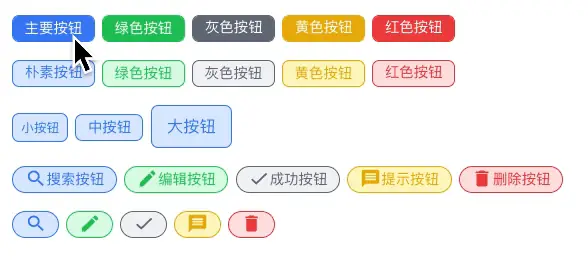 主要按钮 绿色按钮 灰色按钮 黄色按钮 红色按钮
朴素按钮 绿色按钮 灰色按钮 黄色按钮 红色按钮
小按钮 中按钮 大按钮
搜索按钮 编辑按钮 成功按钮 提示按钮 删除按钮